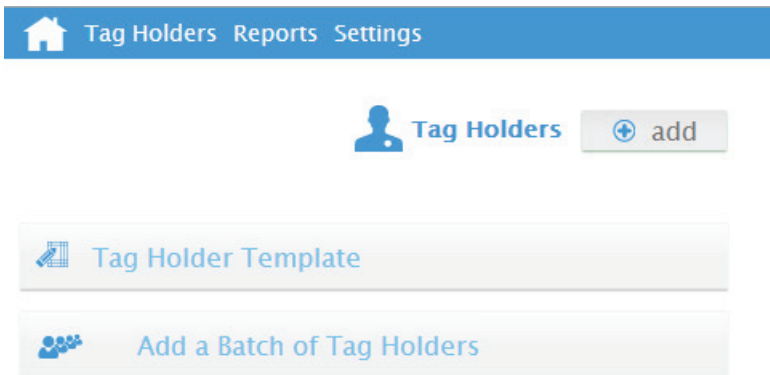 Tag Holders Reports Settings
Tag Holders add
Tag Holder Template
Add a Batch of Tag Holders